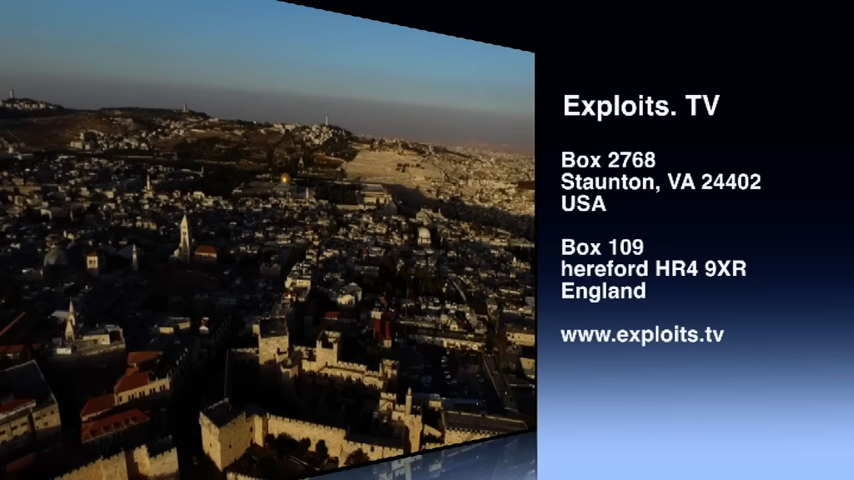 Exploits. TV
Box 2768
Staunton, VA 24402
USA
Box 109
hereford HR4 9XR
England
www.exploits.tv